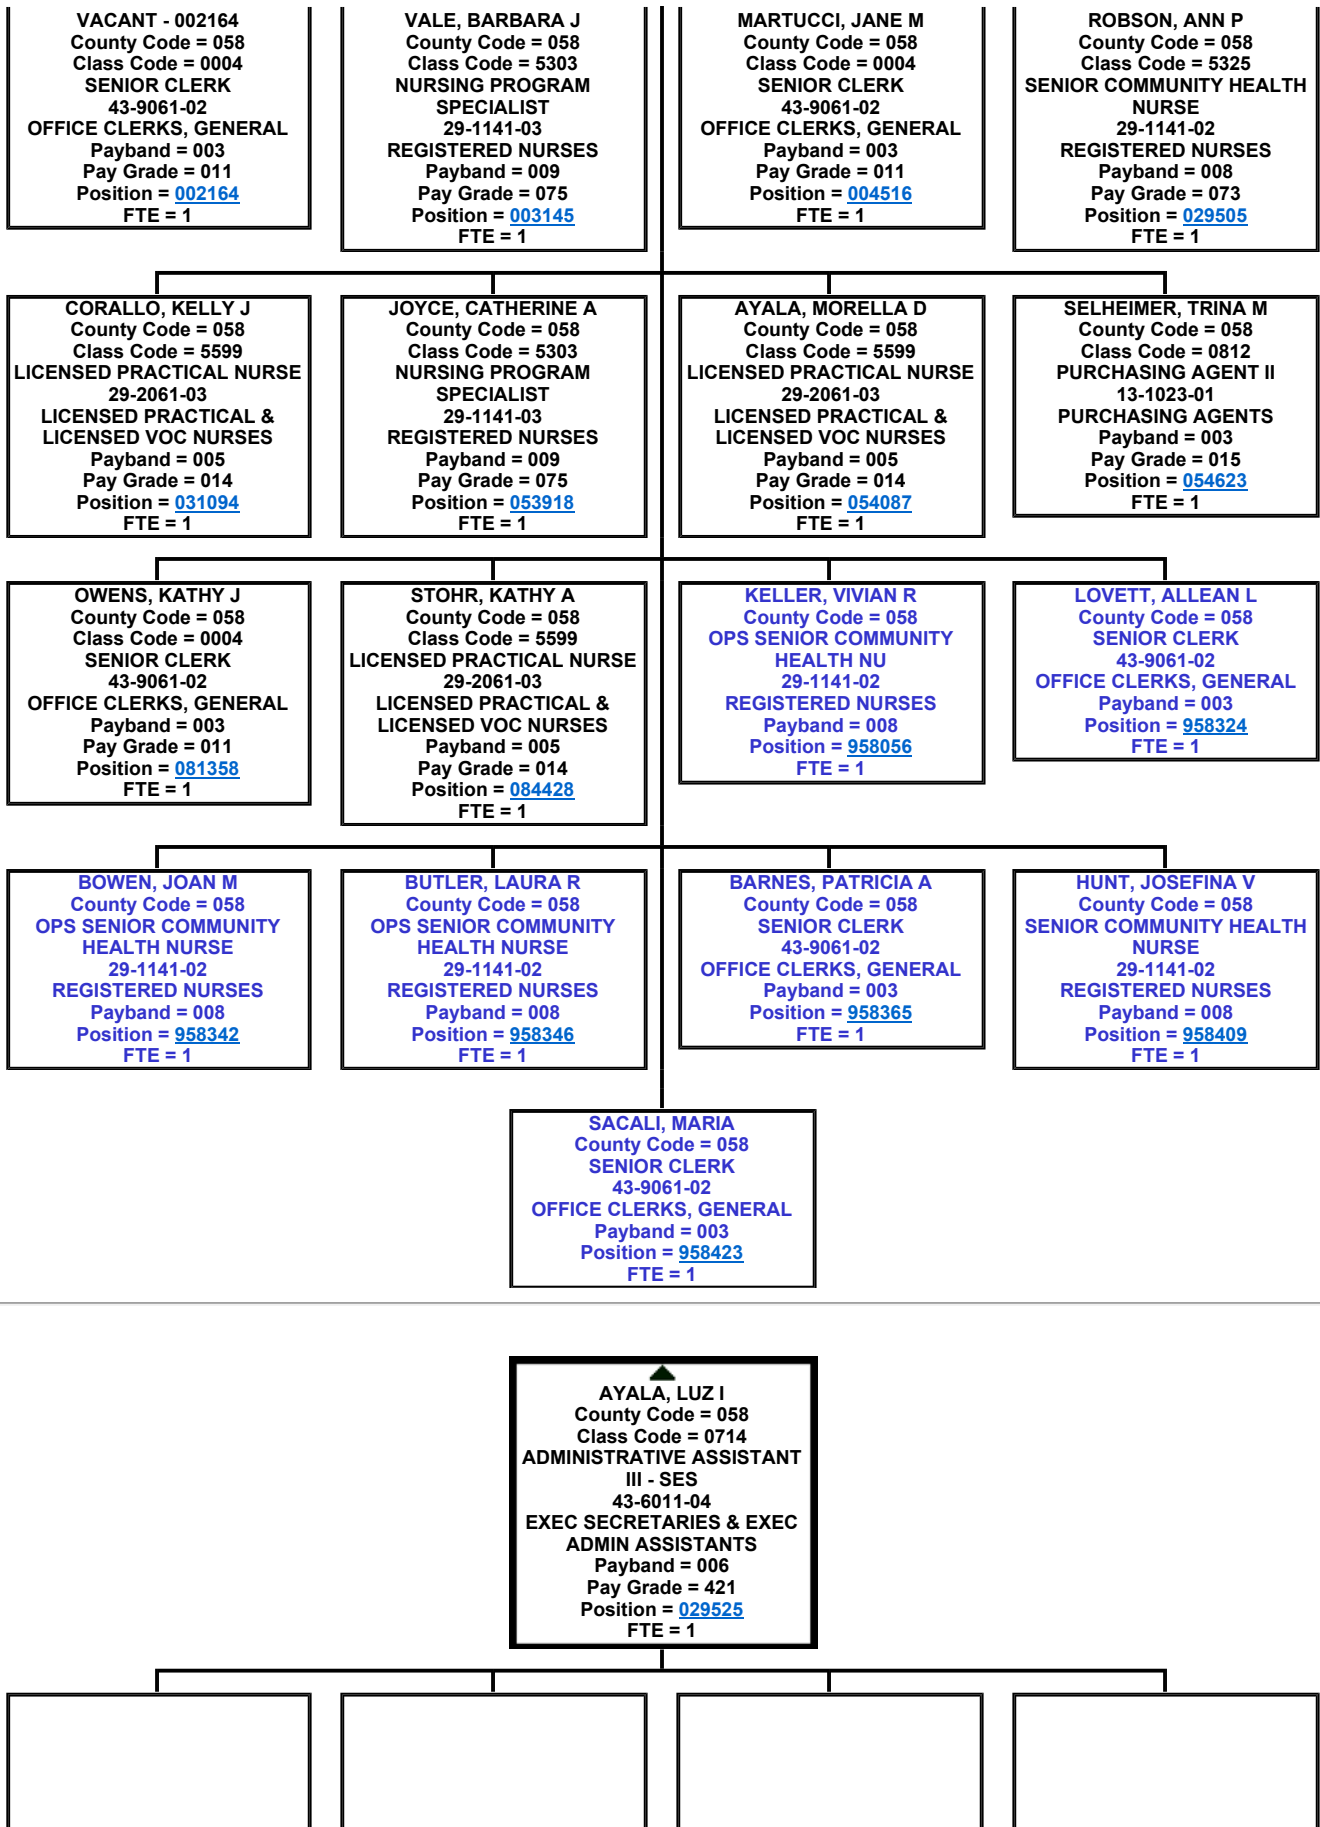 VACANT - 002164
County Code = 058
Class Code = 0004
SENIOR CLERK
43-9061-02
OFFICE CLERKS, GENERAL
Payband = 003
Pay Grade = 011
Position = 002164
FTE = 1
VALE, BARBARA J
County Code = 058
Class Code = 5303
NURSING PROGRAM
SPECIALIST
29-1141-03
REGISTERED NURSES
Payband = 009
Pay Grade = 075
Position = 003145
FTE = 1
MARTUCCI, JANE M
County Code = 058
Class Code = 0004
SENIOR CLERK
43-9061-02
OFFICE CLERKS, GENERAL
Payband = 003
Pay Grade = 011
Position = 004516
FTE = 1
ROBSON, ANN P
County Code = 058
Class Code = 5325
SENIOR COMMUNITY HEALTH
NURSE
29-1141-02
REGISTERED NURSES
Payband = 008
Pay Grade = 073
Position = 029505
FTE = 1
CORALLO, KELLY J
County Code = 058
Class Code = 5599
LICENSED PRACTICAL NURSE
29-2061-03
LICENSED PRACTICAL &
LICENSED VOC NURSES
Payband = 005
Pay Grade = 014
Position = 031094
FTE = 1
JOYCE, CATHERINE A
County Code = 058
Class Code = 5303
NURSING PROGRAM
SPECIALIST
29-1141-03
REGISTERED NURSES
Payband = 009
Pay Grade = 075
Position = 053918
FTE = 1
AYALA, MORELLA D
County Code = 058
Class Code = 5599
LICENSED PRACTICAL NURSE
29-2061-03
LICENSED PRACTICAL &
LICENSED VOC NURSES
Payband = 005
Pay Grade = 014
Position = 054087
FTE = 1
SELHEIMER, TRINA M
County Code = 058
Class Code = 0812
PURCHASING AGENT II
13-1023-01
PURCHASING AGENTS
Payband = 003
Pay Grade = 015
Position = 054623
FTE = 1
OWENS, KATHY J
County Code = 058
Class Code = 0004
SENIOR CLERK
43-9061-02
OFFICE CLERKS, GENERAL
Payband = 003
Pay Grade = 011
Position = 081358
FTE = 1
STOHR, KATHY A
County Code = 058
Class Code = 5599
LICENSED PRACTICAL NURSE
29-2061-03
LICENSED PRACTICAL &
LICENSED VOC NURSES
Payband = 005
Pay Grade = 014
Position = 084428
FTE = 1
KELLER, VIVIAN R
County Code = 058
OPS SENIOR COMMUNITY
HEALTH NU
29-1141-02
REGISTERED NURSES
Payband = 008
Position = 958056
FTE = 1
LOVETT, ALLEAN L
County Code = 058
SENIOR CLERK
43-9061-02
OFFICE CLERKS, GENERAL
Payband = 003
Position = 958324
FTE = 1
BOWEN, JOAN M
County Code = 058
OPS SENIOR COMMUNITY
HEALTH NURSE
29-1141-02
REGISTERED NURSES
Payband = 008
Position = 958342
FTE = 1
BUTLER, LAURA R
County Code = 058
OPS SENIOR COMMUNITY
HEALTH NURSE
29-1141-02
REGISTERED NURSES
Payband = 008
Position = 958346
FTE = 1
BARNES, PATRICIA A
County Code = 058
SENIOR CLERK
43-9061-02
OFFICE CLERKS, GENERAL
Payband = 003
Position = 958365
FTE = 1
HUNT, JOSEFINA V
County Code = 058
SENIOR COMMUNITY HEALTH
NURSE
29-1141-02
REGISTERED NURSES
Payband = 008
Position = 958409
FTE = 1
SACALI, MARIA
County Code = 058
SENIOR CLERK
43-9061-02
OFFICE CLERKS, GENERAL
Payband = 003
Position = 958423
FTE = 1
AYALA, LUZ I
County Code = 058
Class Code = 0714
ADMINISTRATIVE ASSISTANT
III - SES
43-6011-04
EXEC SECRETARIES & EXEC
ADMIN ASSISTANTS
Payband = 006
Pay Grade = 421
Position = 029525
FTE = 1